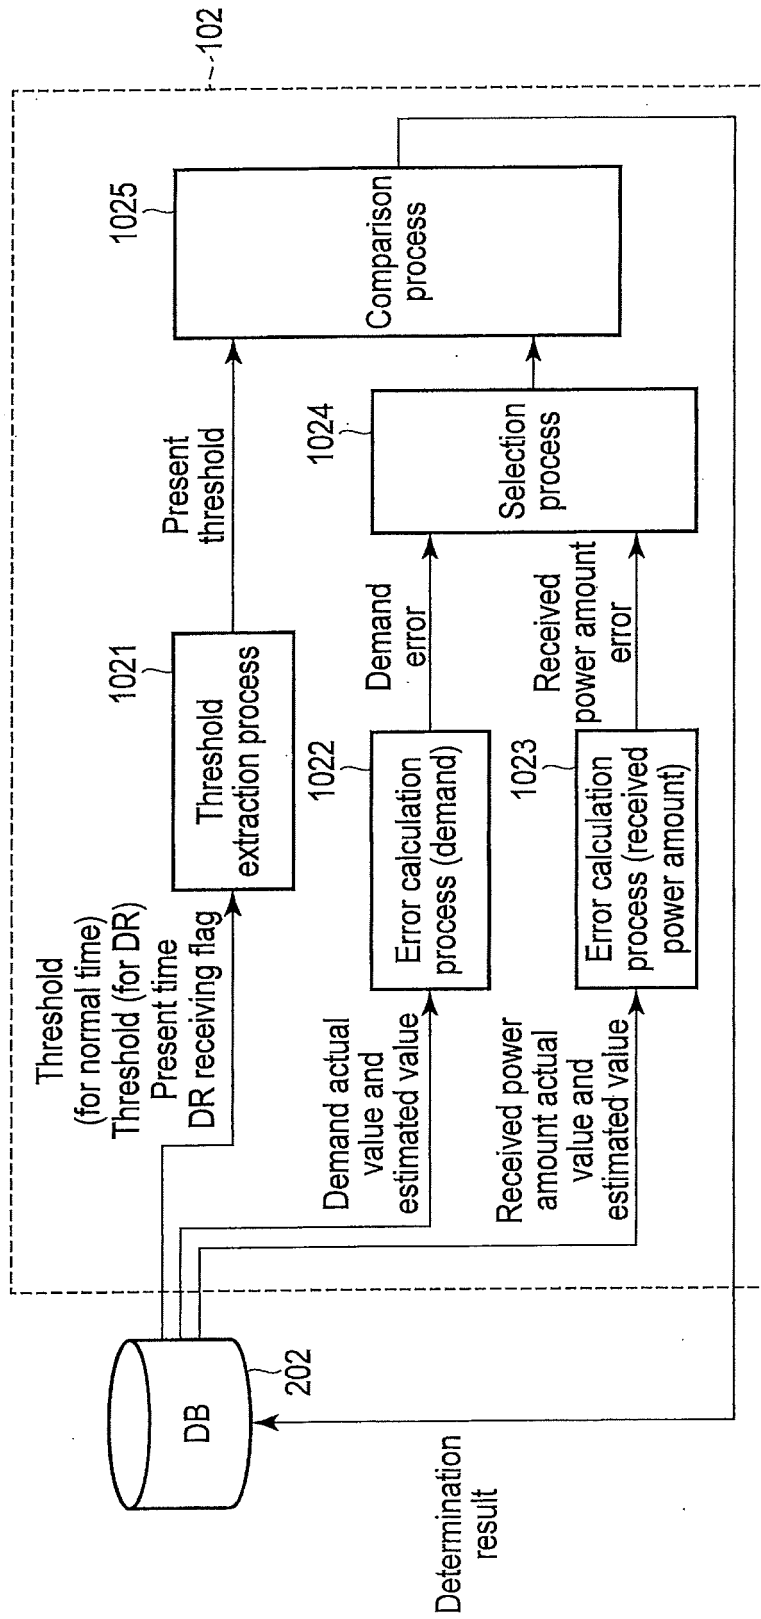 102
DB
202
Threshold
(for normal time)
Threshold (for DR)
Present time
DR receiving flag
1021
Threshold
extraction process
Present
threshold
1025
Comparison
process
Demand actual
value and
estimated value
1022
Error calculation
process (demand)
Demand
error
1024
Selection
process
Received power
amount actual
value and
estimated value
1023
Error calculation
process (received
power amount)
Received
power amount
error
Determination
result